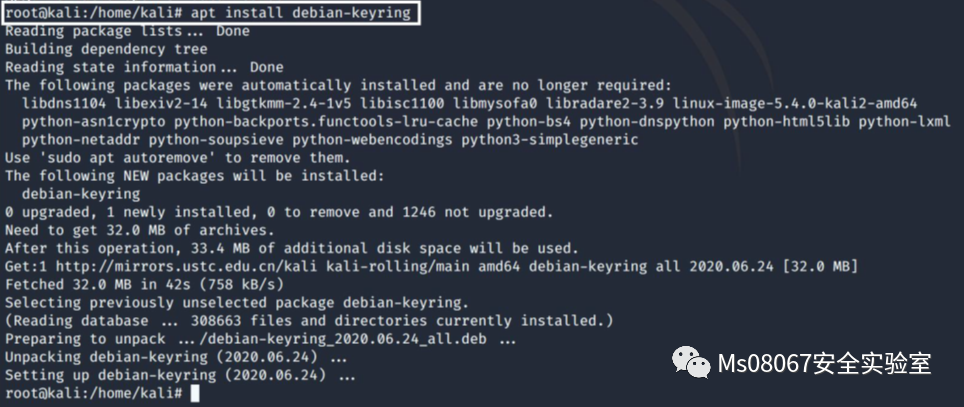 root@kali:/home/kali# apt install debian-keyring
Reading package lists... Done
Building dependency tree
Reading state information... Done
The following packages were automatically installed and are no longer required:
  libdns1104 libexiv2-14 libgtkmm-2.4-1v5 libisc1100 libmysofa0 libradare2-3.9 linux-image-5.4.0-kali2-amd64
  python-asn1crypto python-backports.functools-lru-cache python-bs4 python-dnspython python-html5lib python-lxml
  python-netaddr python-soupsieve python-webencodings python3-simplegeneric
Use 'sudo apt autoremove' to remove them.
The following NEW packages will be installed:
  debian-keyring
0 upgraded, 1 newly installed, 0 to remove and 1246 not upgraded.
Need to get 32.0 MB of archives.
After this operation, 33.4 MB of additional disk space will be used.
Get:1 http://mirrors.ustc.edu.cn/kali kali-rolling/main amd64 debian-keyring all 2020.06.24 [32.0 MB]
Fetched 32.0 MB in 42s (758 kB/s)
Selecting previously unselected package debian-keyring.
(Reading database ... 308663 files and directories currently installed.)
Preparing to unpack .../debian-keyring_2020.06.24_all.deb ...
Unpacking debian-keyring (2020.06.24) ...
Setting up debian-keyring (2020.06.24) ...
root@kali:/home/kali#
Ms08067安全实验室